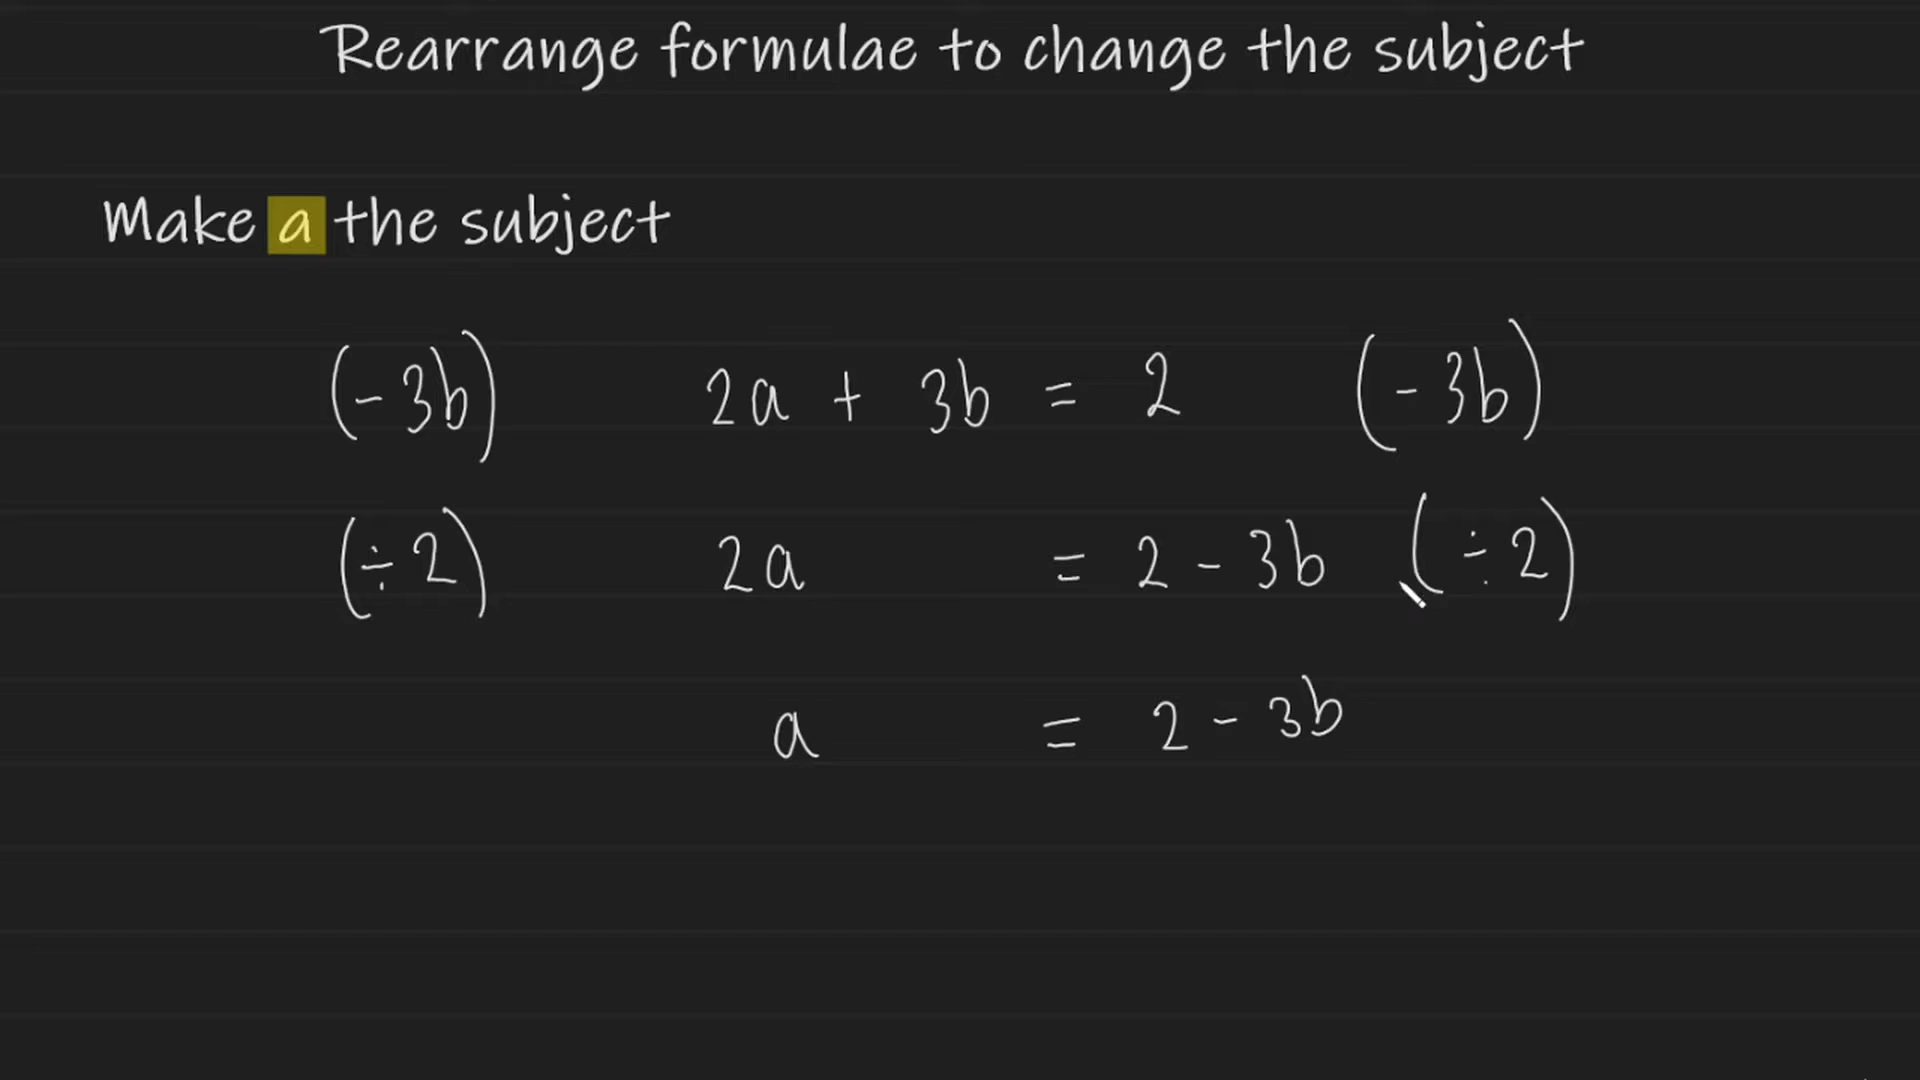 Rearrange formulae to change the subject
Make a the subject
(-3b) 2a + 3b = 2 (-3b)
(÷2) 2a = 2 - 3b (÷2)
a = 2 - 3b